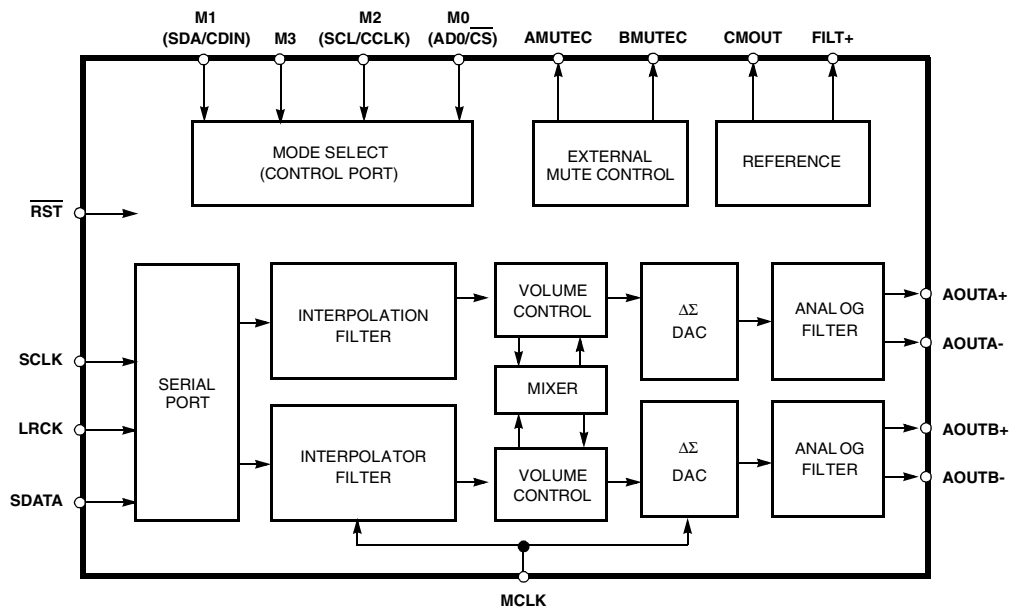 M1
(SDA/CDIN)
M3
M2
(SCL/CCLK)
M0
(AD0/CS)
AMUTEC
BMUTEC
CMOUT
FILT+
MODE SELECT
(CONTROL PORT)
EXTERNAL
MUTE CONTROL
REFERENCE
RST
SERIAL
PORT
INTERPOLATION
FILTER
VOLUME
CONTROL
ΔΣ
DAC
ANALOG
FILTER
AOUTA+
AOUTA-
SCLK
LRCK
SDATA
MIXER
INTERPOLATOR
FILTER
VOLUME
CONTROL
ΔΣ
DAC
ANALOG
FILTER
AOUTB+
AOUTB-
MCLK